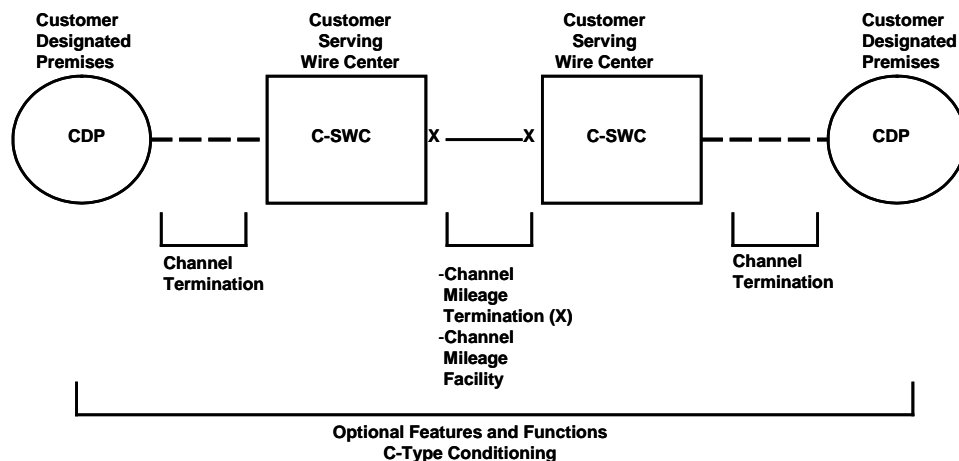 Customer
Designated
Premises
Customer
Serving
Wire Center
Customer
Serving
Wire Center
Customer
Designated
Premises
CDP
C-SWC
X
X
C-SWC
CDP
Channel
Termination
-Channel
Mileage
Termination (X)
-Channel
Mileage
Facility
Channel
Termination
Optional Features and Functions
C-Type Conditioning